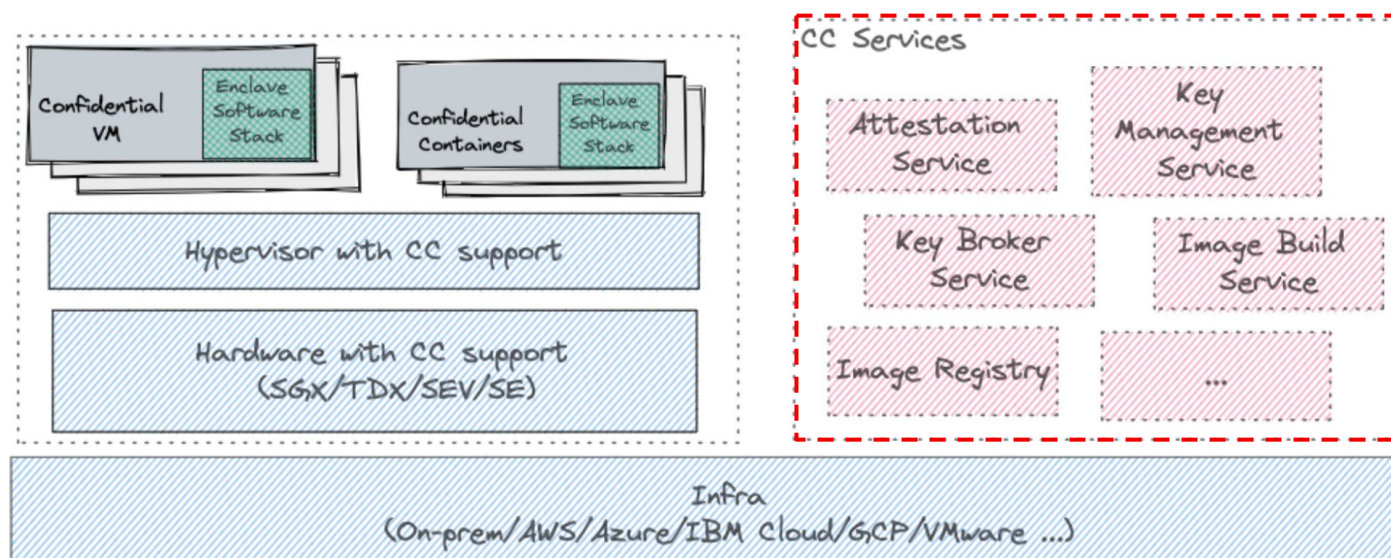 CC Services
Confidential
VM
Enclave
Software
Stack
Confidential
Containers
Enclave
Software
Stack
Attestation
Service
Key
Management
Service
Hypervisor with CC support
Key Broker
Service
Image Build
Service
Hardware with CC support
(SGX/TDX/SEV/SE)
Image Registry
...
Infra
(On-prem/AWS/Azure/IBM Cloud/GCP/VMware ...)